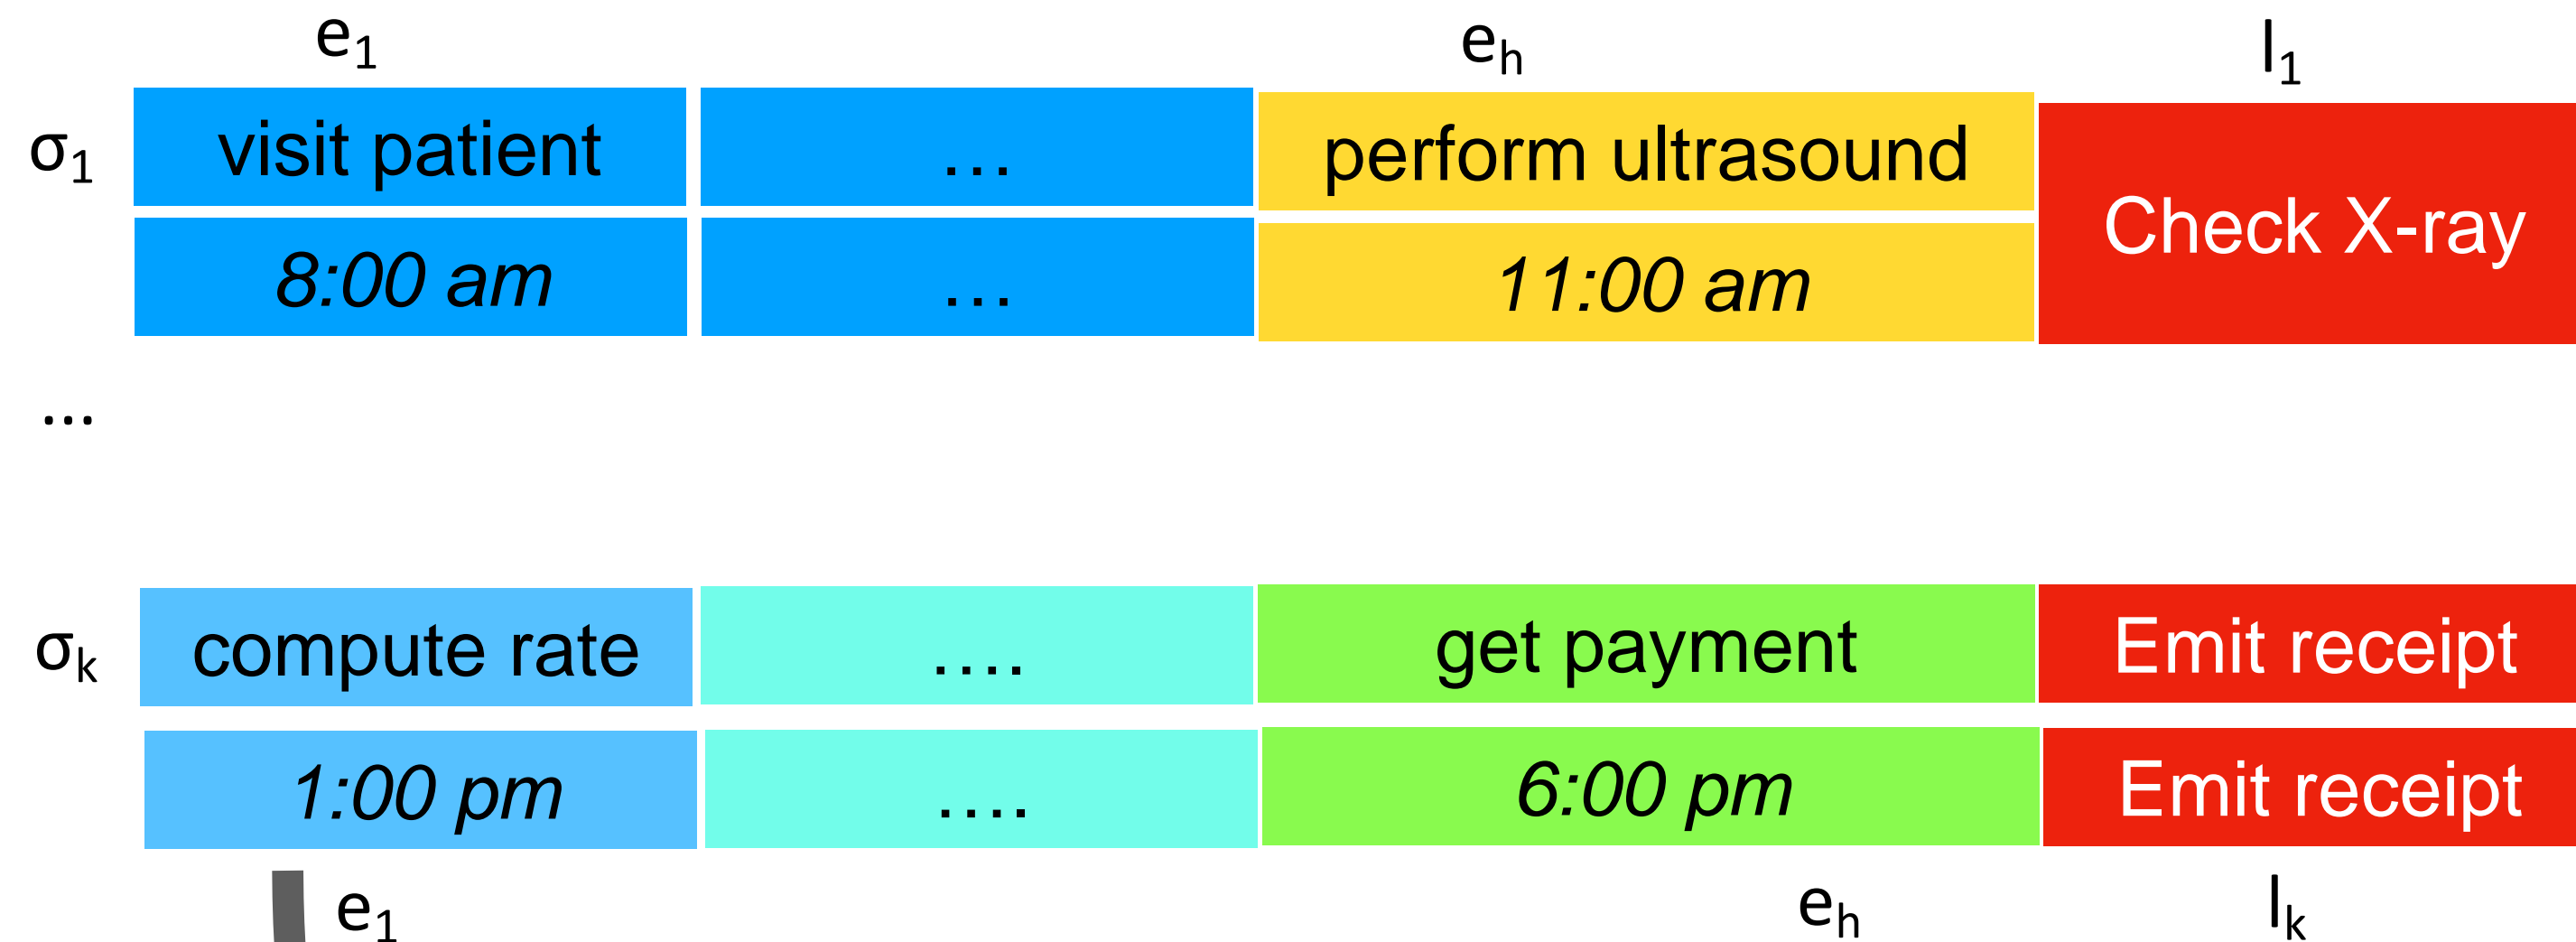 e₁ eₕ l₁
σ₁ visit patient … perform ultrasound Check X-ray
8:00 am … 11:00 am
...
σₖ compute rate …. get payment Emit receipt
1:00 pm …. 6:00 pm Emit receipt
e₁ eₕ lₖ